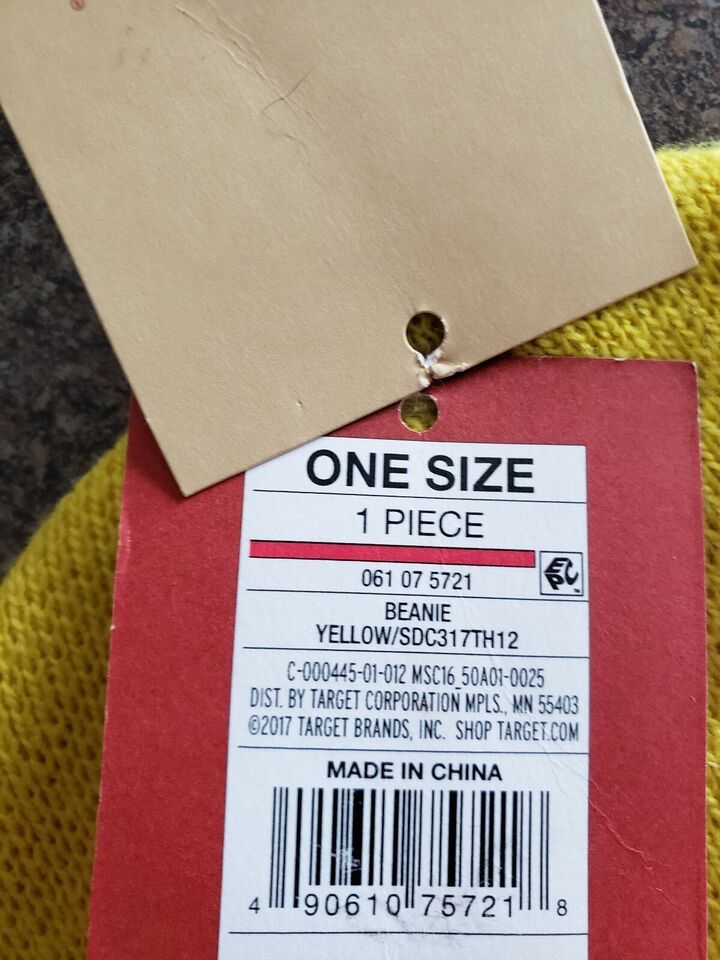 ONE SIZE
1 PIECE
EPC™
061 07 5721
BEANIE
YELLOW/SDC317TH12
C-000445-01-012 MSC16_50A01-0025
DIST. BY TARGET CORPORATION MPLS., MN 55403
©2017 TARGET BRANDS, INC. SHOP TARGET.COM
MADE IN CHINA
4 90610 75721 8